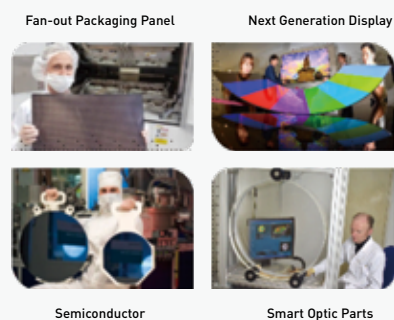 Fan-out Packaging Panel
Next Generation Display
Semiconductor
Smart Optic Parts